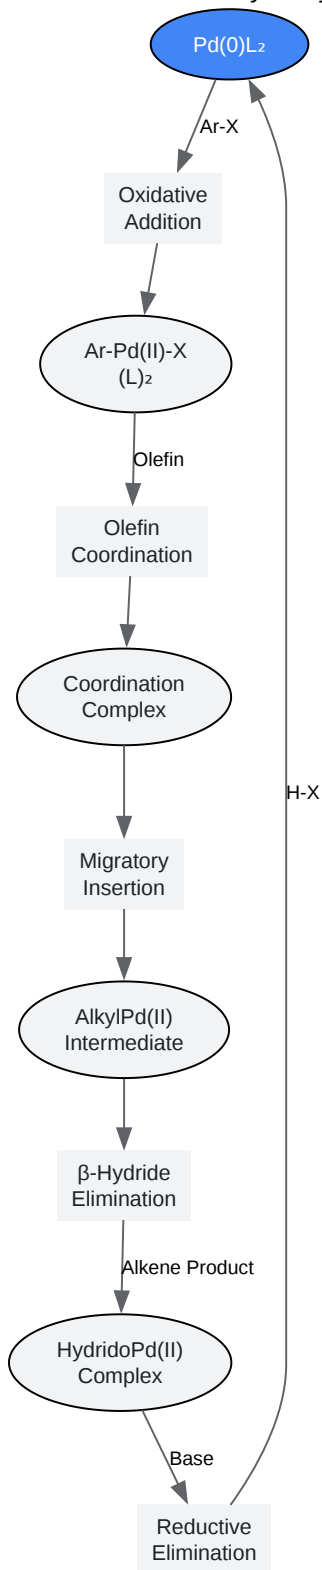 Pd(0)L₂
Ar-X
Oxidative
Addition
Ar-Pd(II)-X
(L)₂
Olefin
Olefin
Coordination
Coordination
Complex
H-X
Migratory
Insertion
AlkylPd(II)
Intermediate
β-Hydride
Elimination
Alkene Product
HydridoPd(II)
Complex
Base
Reductive
Elimination